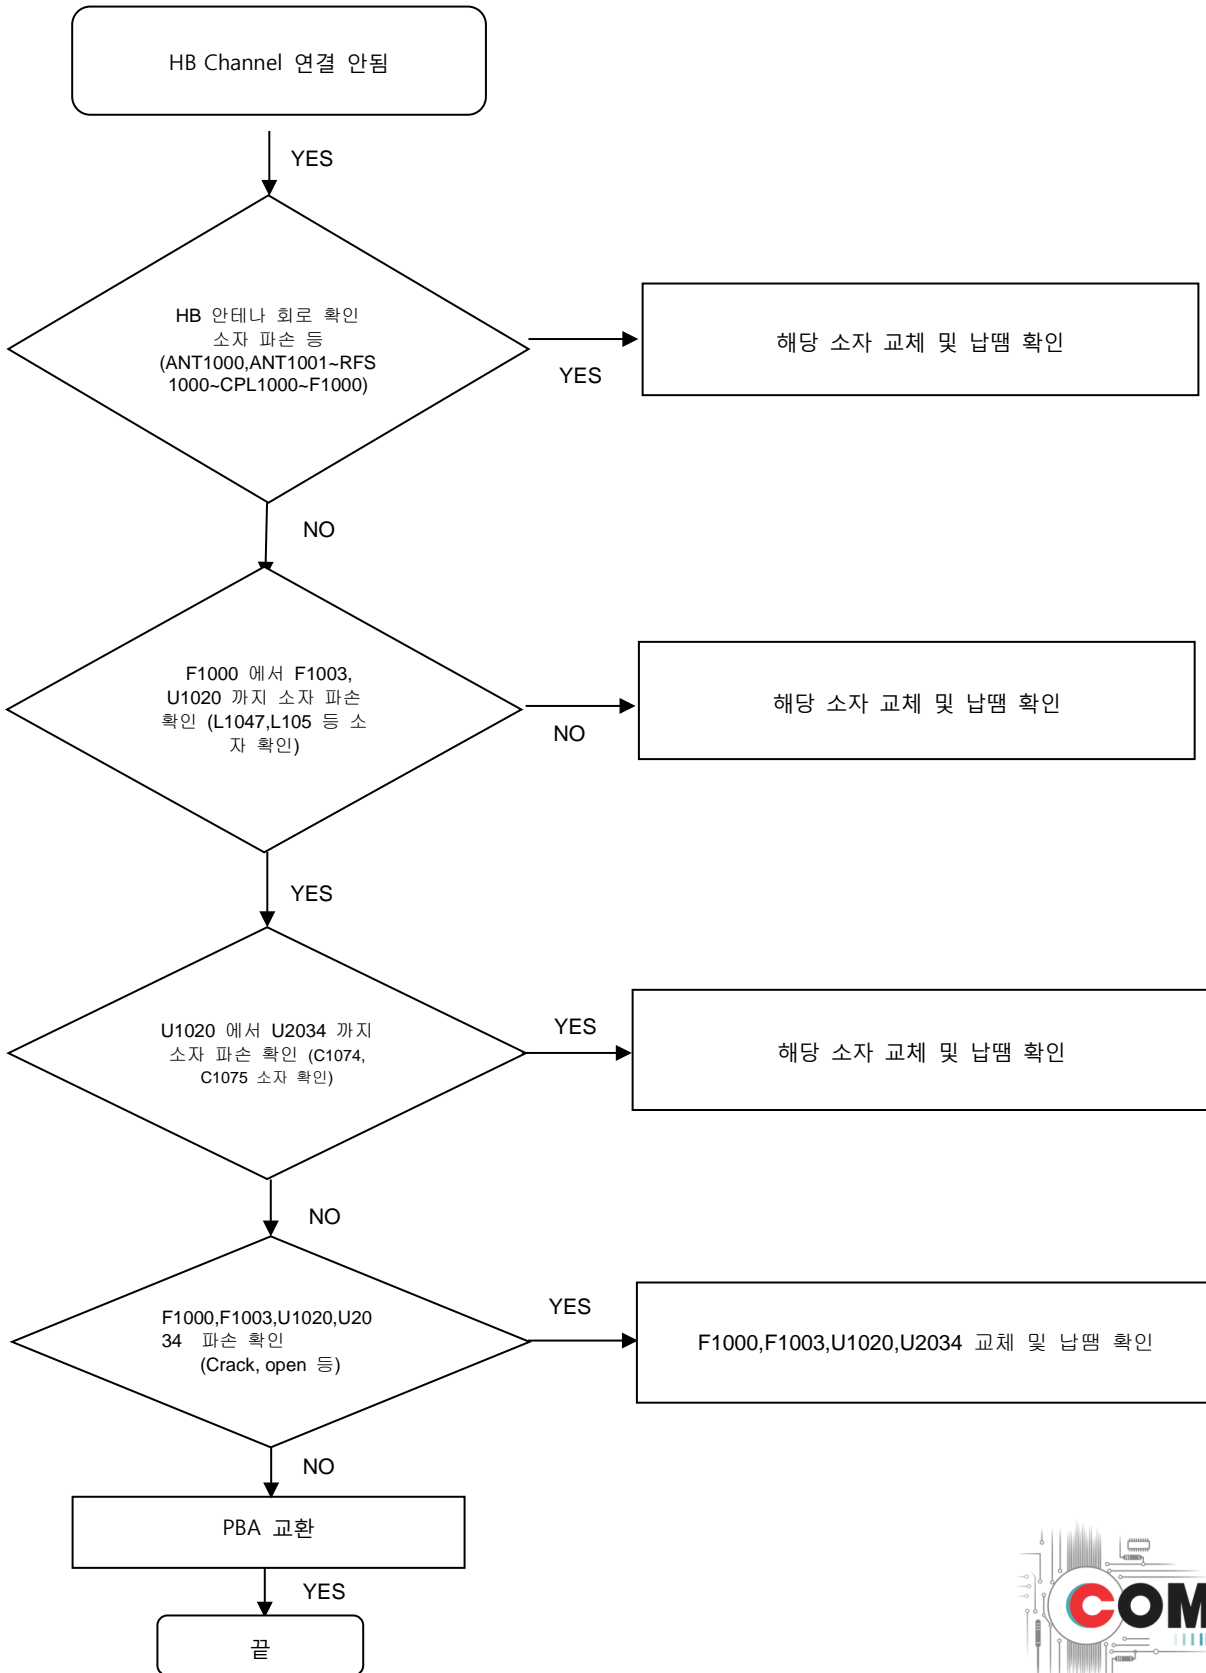 HB Channel 연결 안됨
YES
HB 안테나 회로 확인
소자 파손 등
(ANT1000,ANT1001~RFS
1000~CPL1000~F1000)
YES
해당 소자 교체 및 납땜 확인
NO
F1000 에서 F1003,
U1020 까지 소자 파손
확인 (L1047,L105 등 소
자 확인)
NO
해당 소자 교체 및 납땜 확인
YES
U1020 에서 U2034 까지
소자 파손 확인 (C1074,
C1075 소자 확인)
YES
해당 소자 교체 및 납땜 확인
NO
F1000,F1003,U1020,U20
34 파손 확인
(Crack, open 등)
YES
F1000,F1003,U1020,U2034 교체 및 납땜 확인
NO
PBA 교환
YES
끝
COM